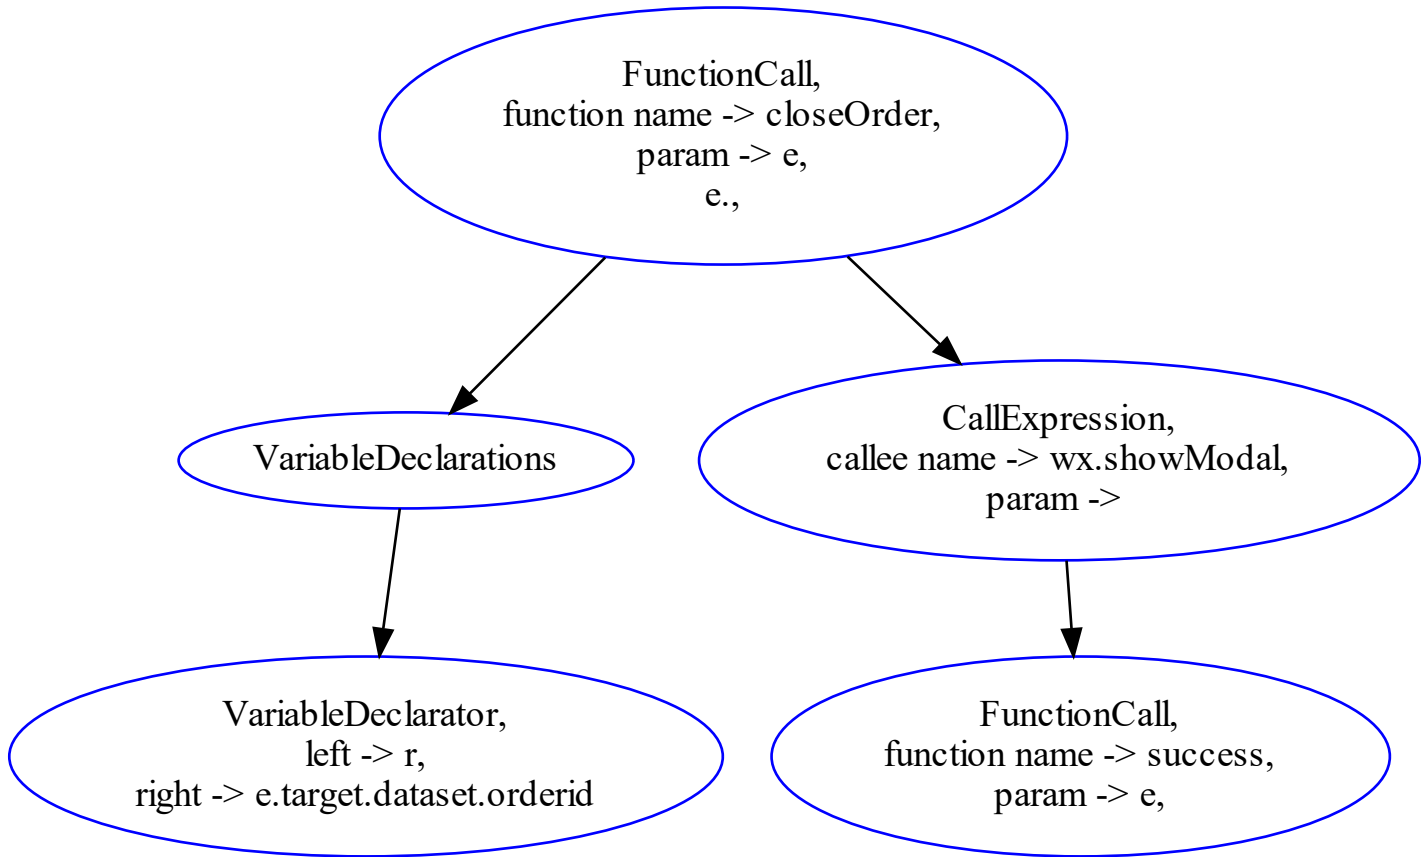 FunctionCall,
function name -> closeOrder,
param -> e,
e.,
VariableDeclarations
CallExpression,
callee name -> wx.showModal,
param ->
VariableDeclarator,
left -> r,
right -> e.target.dataset.orderid
FunctionCall,
function name -> success,
param -> e,